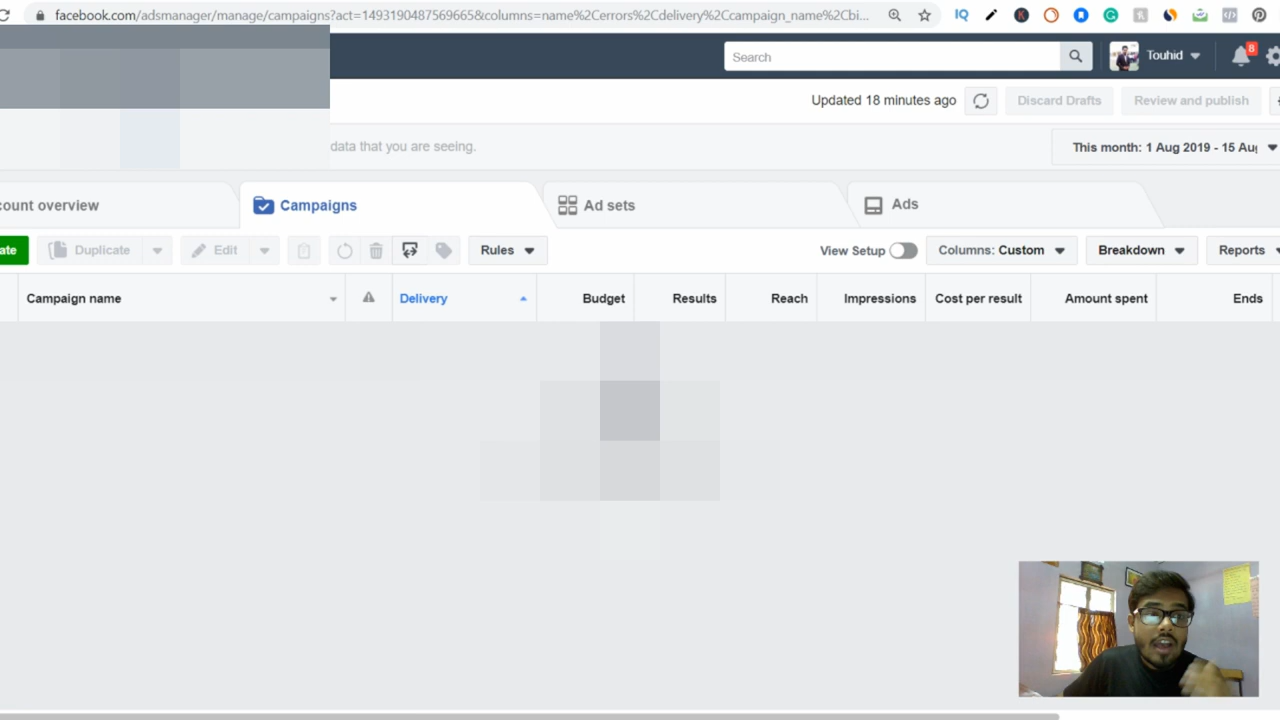 facebook.com/adsmanager/manage/campaigns?act=1493190487569665&columns=name%2Cerrors%2Cdelivery%2Ccampaign_name%2Cbi...
IQ
Search
Touhid
8
Updated 18 minutes ago
Discard Drafts
Review and publish
data that you are seeing.
This month: 1 Aug 2019 - 15 Aug
count overview
Campaigns
Ad sets
Ads
ate
Duplicate
Edit
Rules
View Setup
Columns: Custom
Breakdown
Reports
Campaign name
Delivery
Budget
Results
Reach
Impressions
Cost per result
Amount spent
Ends